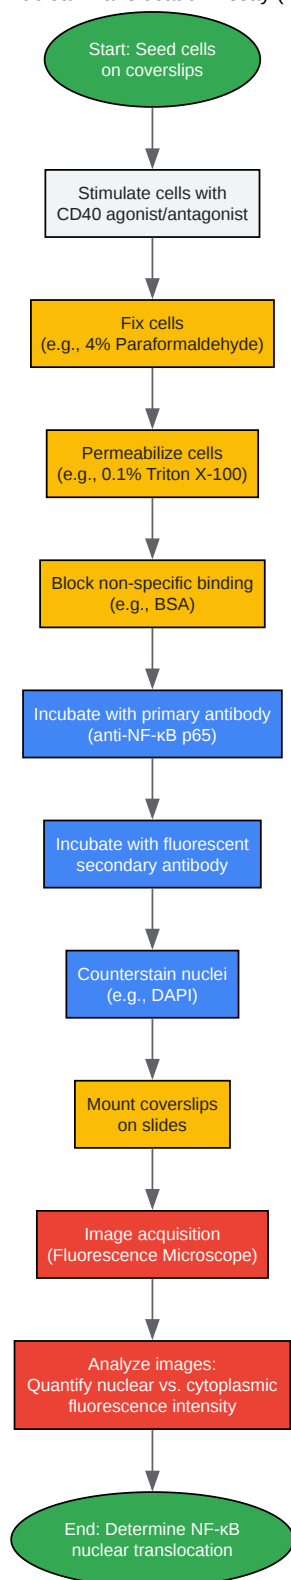 Assay (
Start: Seed cells
on coverslips
Stimulate cells with
CD40 agonist/antagonist
Fix cells
(e.g., 4% Paraformaldehyde)
Permeabilize cells
(e.g., 0.1% Triton X-100)
Block non-specific binding
(e.g., BSA)
Incubate with primary antibody
(anti-NF-κB p65)
Incubate with fluorescent
secondary antibody
Counterstain nuclei
(e.g., DAPI)
Mount coverslips
on slides
Image acquisition
(Fluorescence Microscope)
Analyze images:
Quantify nuclear vs. cytoplasmic
fluorescence intensity
End: Determine NF-κB
nuclear translocation